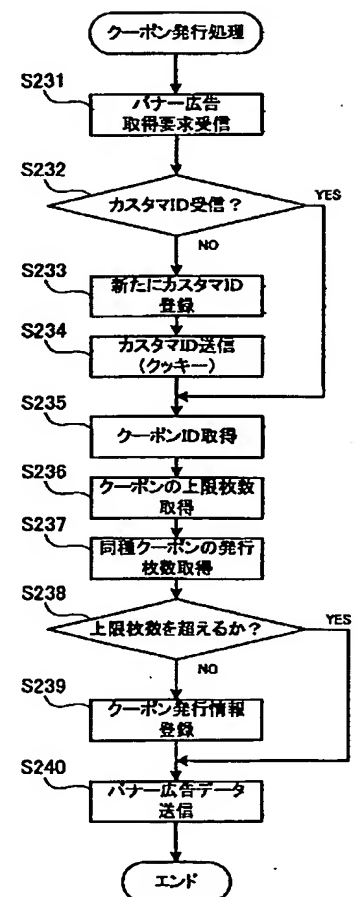 クーポン発行処理
S231
バナー広告
取得要求受信
S232
カスタマID受信？
YES
NO
S233
新たにカスタマID
登録
S234
カスタマID送信
(クッキー)
S235
クーポンID取得
S236
クーポンの上限枚数
取得
S237
同種クーポンの発行
枚数取得
S238
上限枚数を超えるか？
YES
NO
S239
クーポン発行情報
登録
S240
バナー広告データ
送信
エンド